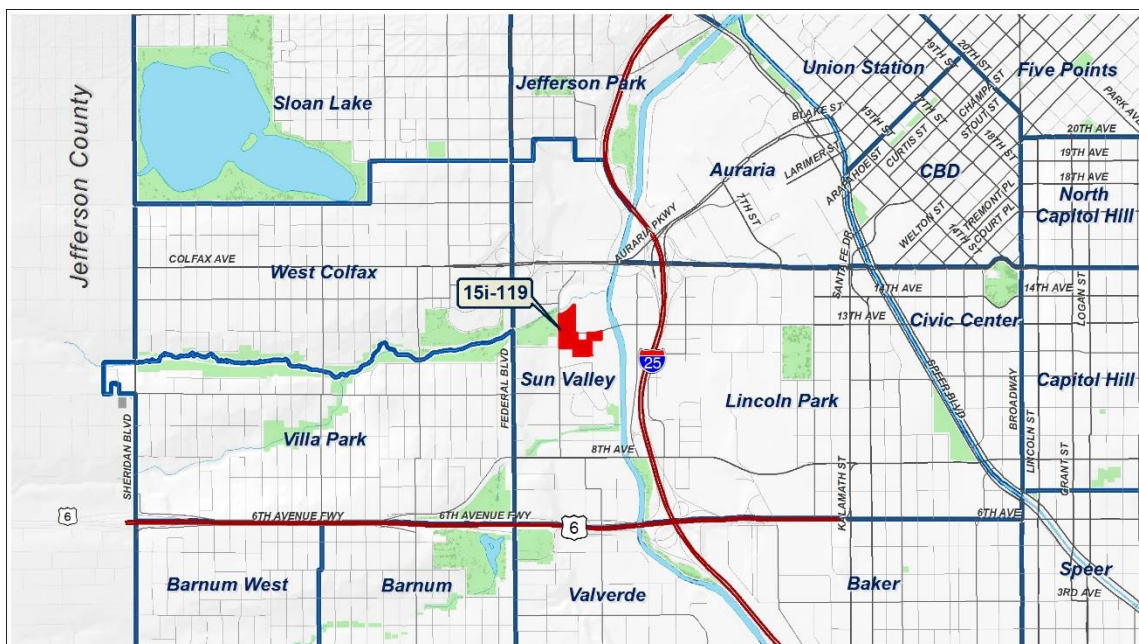 Jefferson County
Sloan Lake
Jefferson Park
Union Station
Five Points
19TH ST
20TH ST
17TH ST
15TH ST
CHAMPA ST
STOUT ST
18TH ST
PARK AVE
BLAKE ST
LARIMER ST
ARAPAHOE ST
CURTIS ST
20TH AVE
19TH AVE
18TH AVE
Auraria
CBD
North
Capitol Hill
7TH ST
WELTON ST
TREMONT PL
COURT PL
14TH ST
AURARIA PKWY
COLFAX AVE
West Colfax
15i-119
SANTA FE DR
14TH AVE
14TH AVE
13TH AVE
LOGAN ST
Civic Center
25
FEDERAL BLVD
Sun Valley
Lincoln Park
SPEER BLVD
BROADWAY
Capitol Hill
SHERIDAN BLVD
Villa Park
8TH AVE
KALAMATH ST
LINCOLN ST
GRANT ST
6
6TH AVENUE FWY
6TH AVENUE FWY
6
6TH AVE
Barnum West
Barnum
Valverde
Baker
Speer
3RD AVE